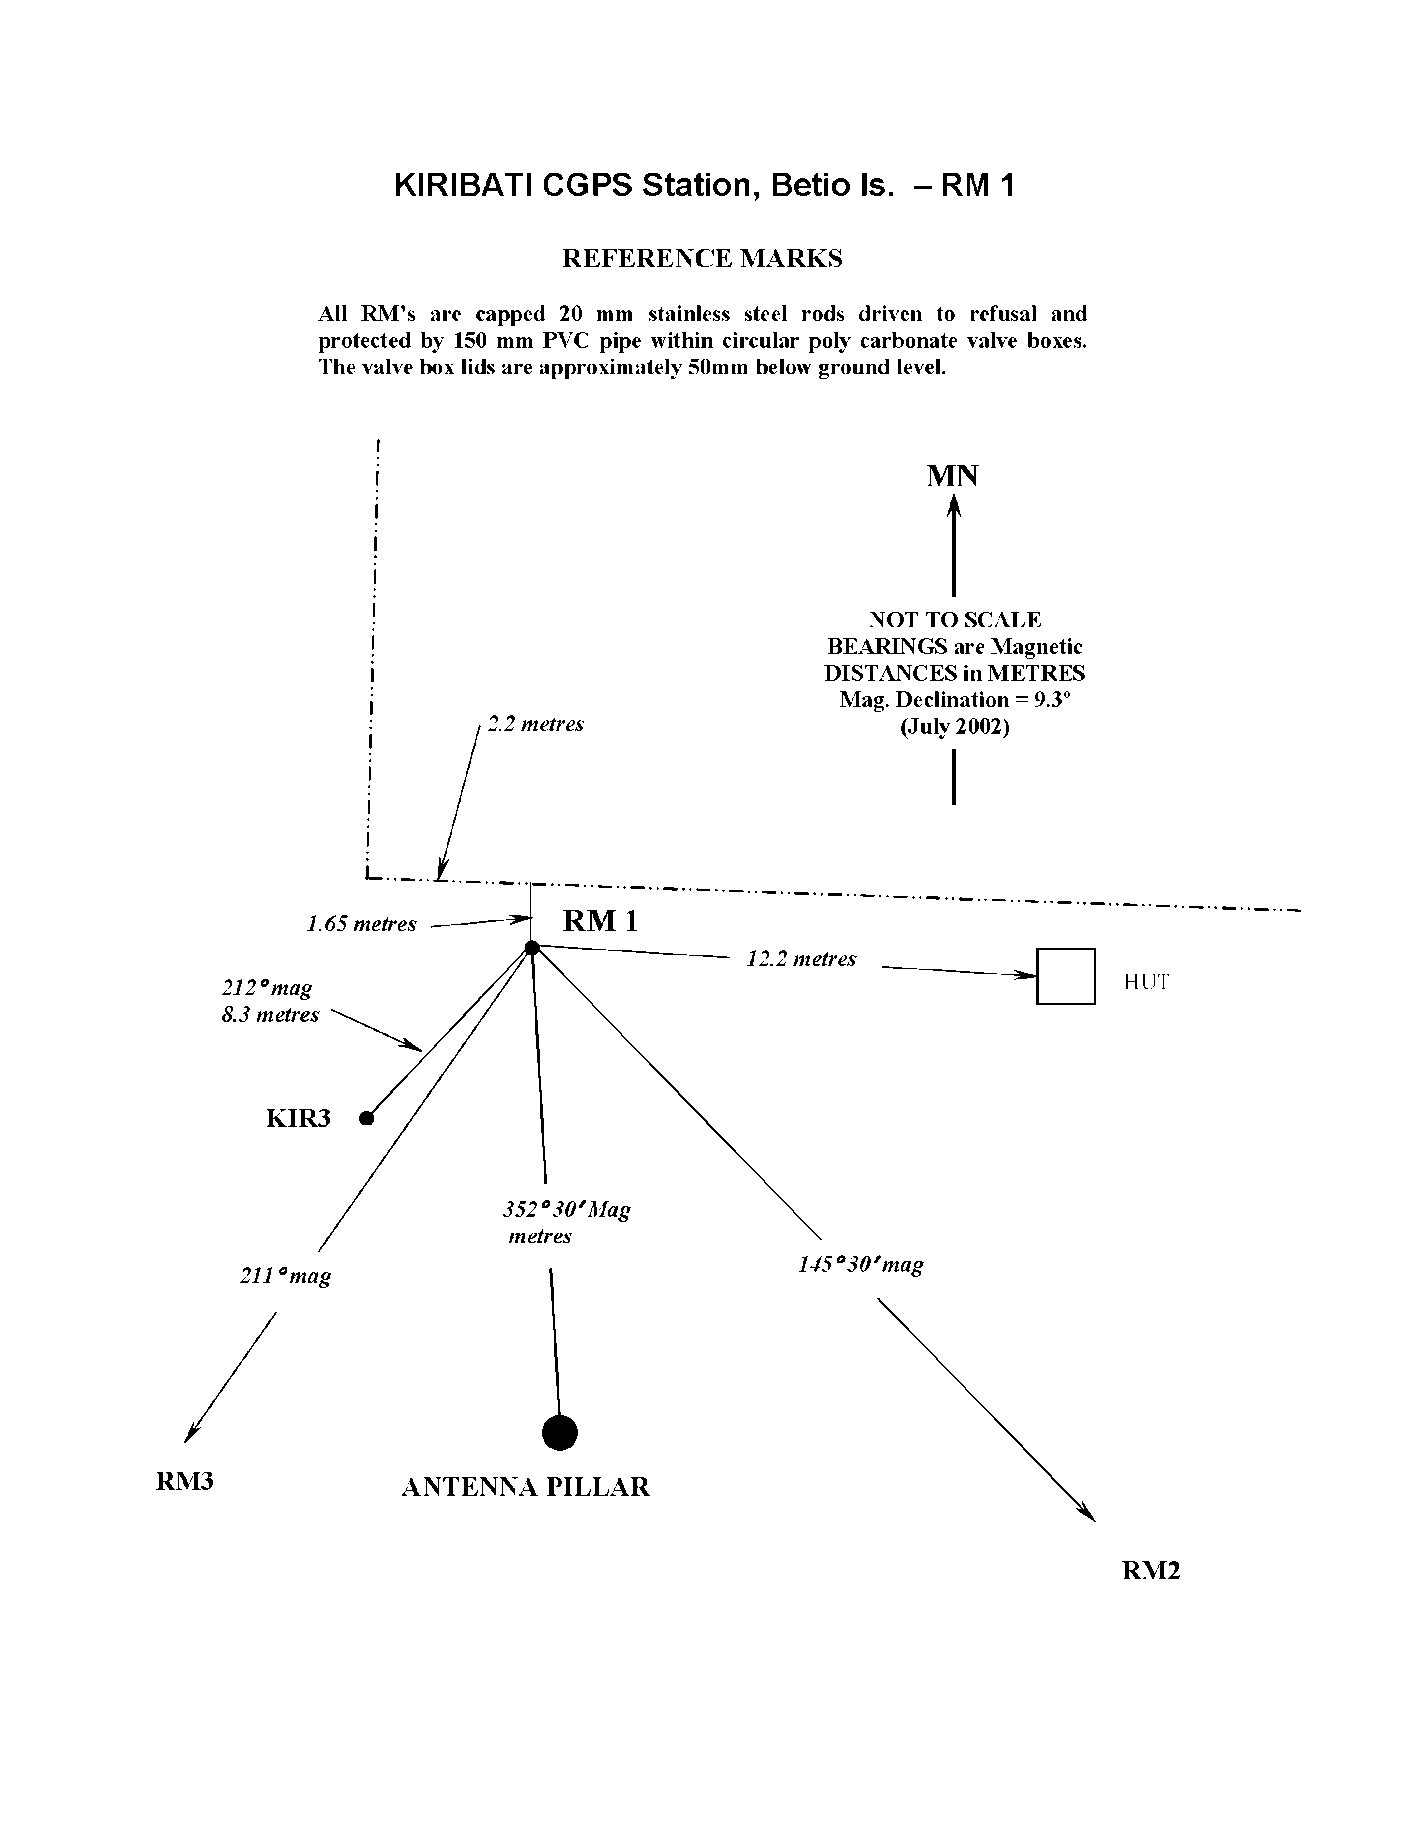 KIRIBATI CGPS Station, Betio Is. – RM 1
REFERENCE MARKS
All RM's are capped 20 mm stainless steel rods driven to refusal and
protected by 150 mm PVC pipe within circular poly carbonate valve boxes.
The valve box lids are approximately 50mm below ground level.
MN
NOT TO SCALE
BEARINGS are Magnetic
DISTANCES in METRES
Mag. Declination = 9.3º
(July 2002)
2.2 metres
1.65 metres
RM 1
12.2 metres
HUT
212° mag
8.3 metres
KIR3
352° 30′ Mag
metres
145° 30′ mag
211° mag
RM3
ANTENNA PILLAR
RM2